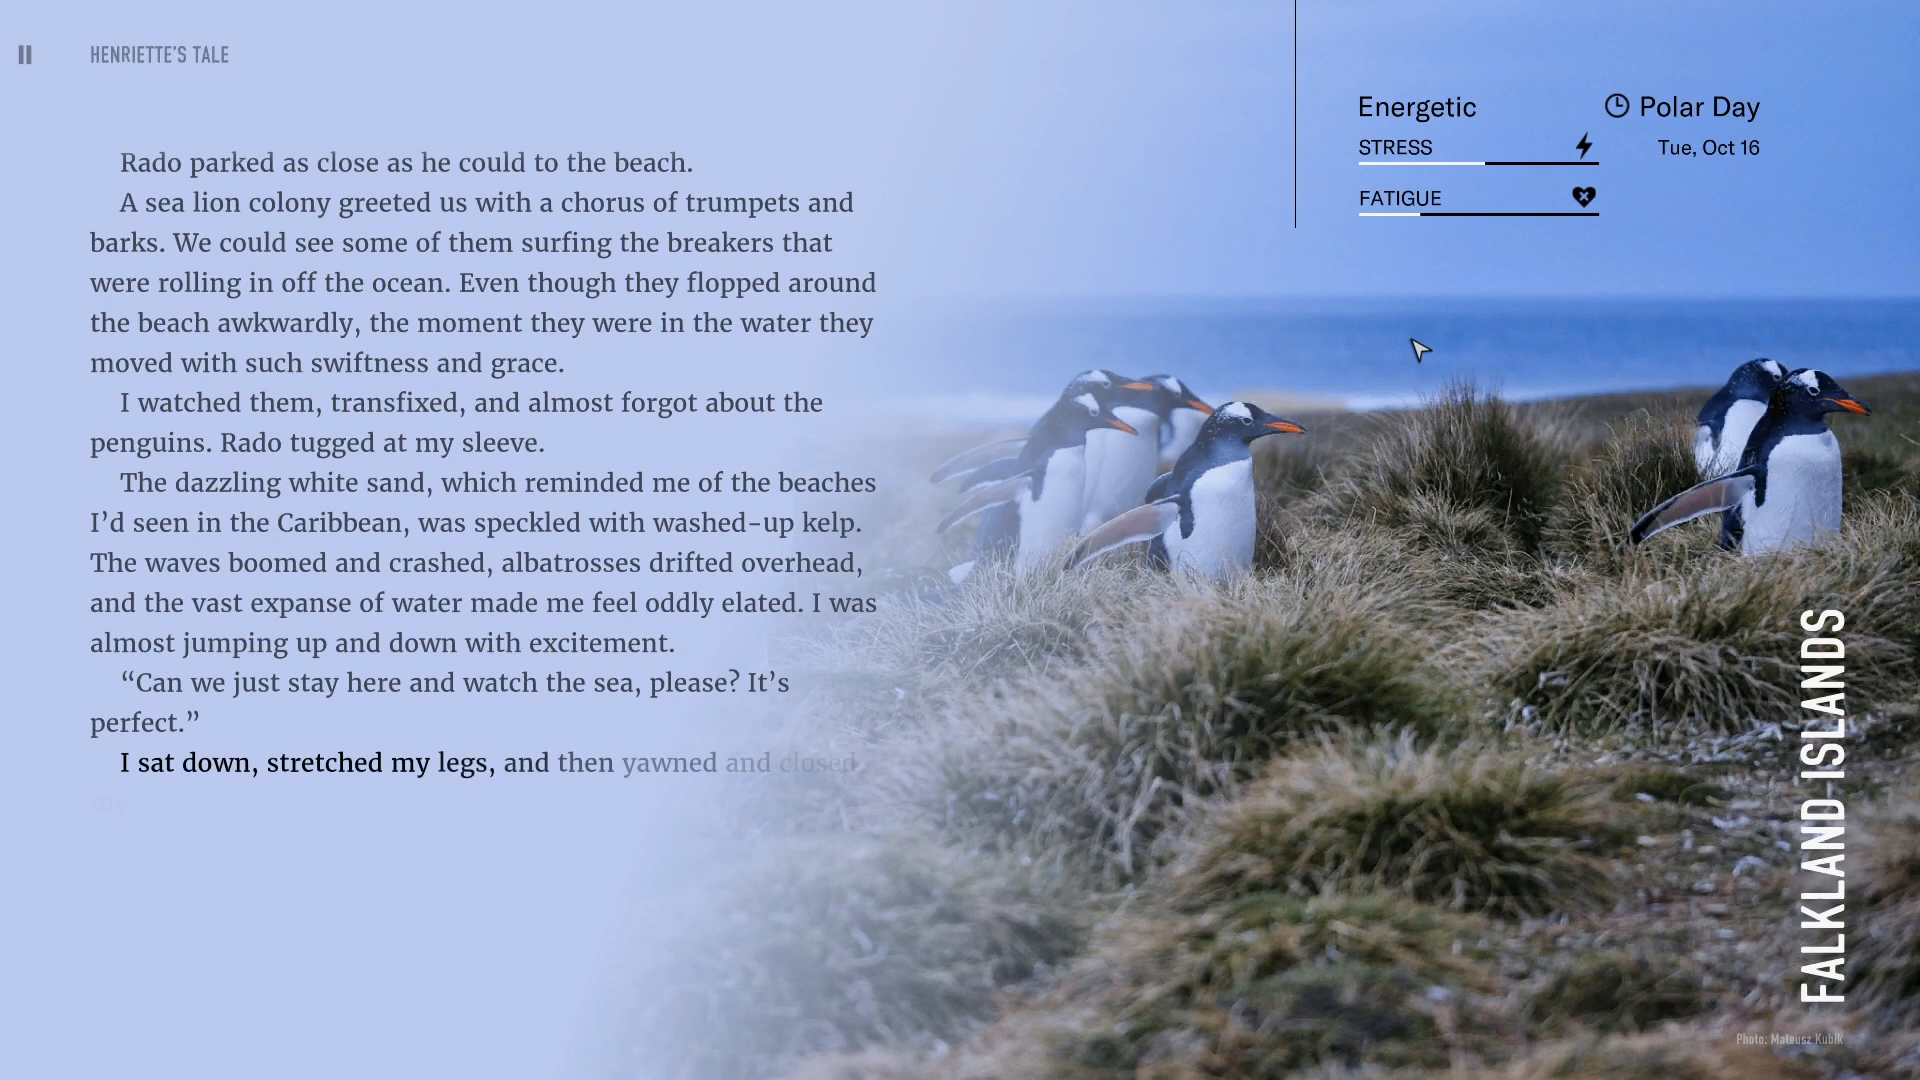 HENRIETTE'S TALE
Energetic
Polar Day
STRESS
Tue, Oct 16
FATIGUE
Rado parked as close as he could to the beach.
A sea lion colony greeted us with a chorus of trumpets and
barks. We could see some of them surfing the breakers that
were rolling in off the ocean. Even though they flopped around
the beach awkwardly, the moment they were in the water they
moved with such swiftness and grace.
I watched them, transfixed, and almost forgot about the
penguins. Rado tugged at my sleeve.
The dazzling white sand, which reminded me of the beaches
I’d seen in the Caribbean, was speckled with washed-up kelp.
The waves boomed and crashed, albatrosses drifted overhead,
and the vast expanse of water made me feel oddly elated. I was
almost jumping up and down with excitement.
“Can we just stay here and watch the sea, please? It’s
perfect.”
I sat down, stretched my legs, and then yawned and closed
my
FALKLAND ISLANDS
Photo: Mateusz Kubik